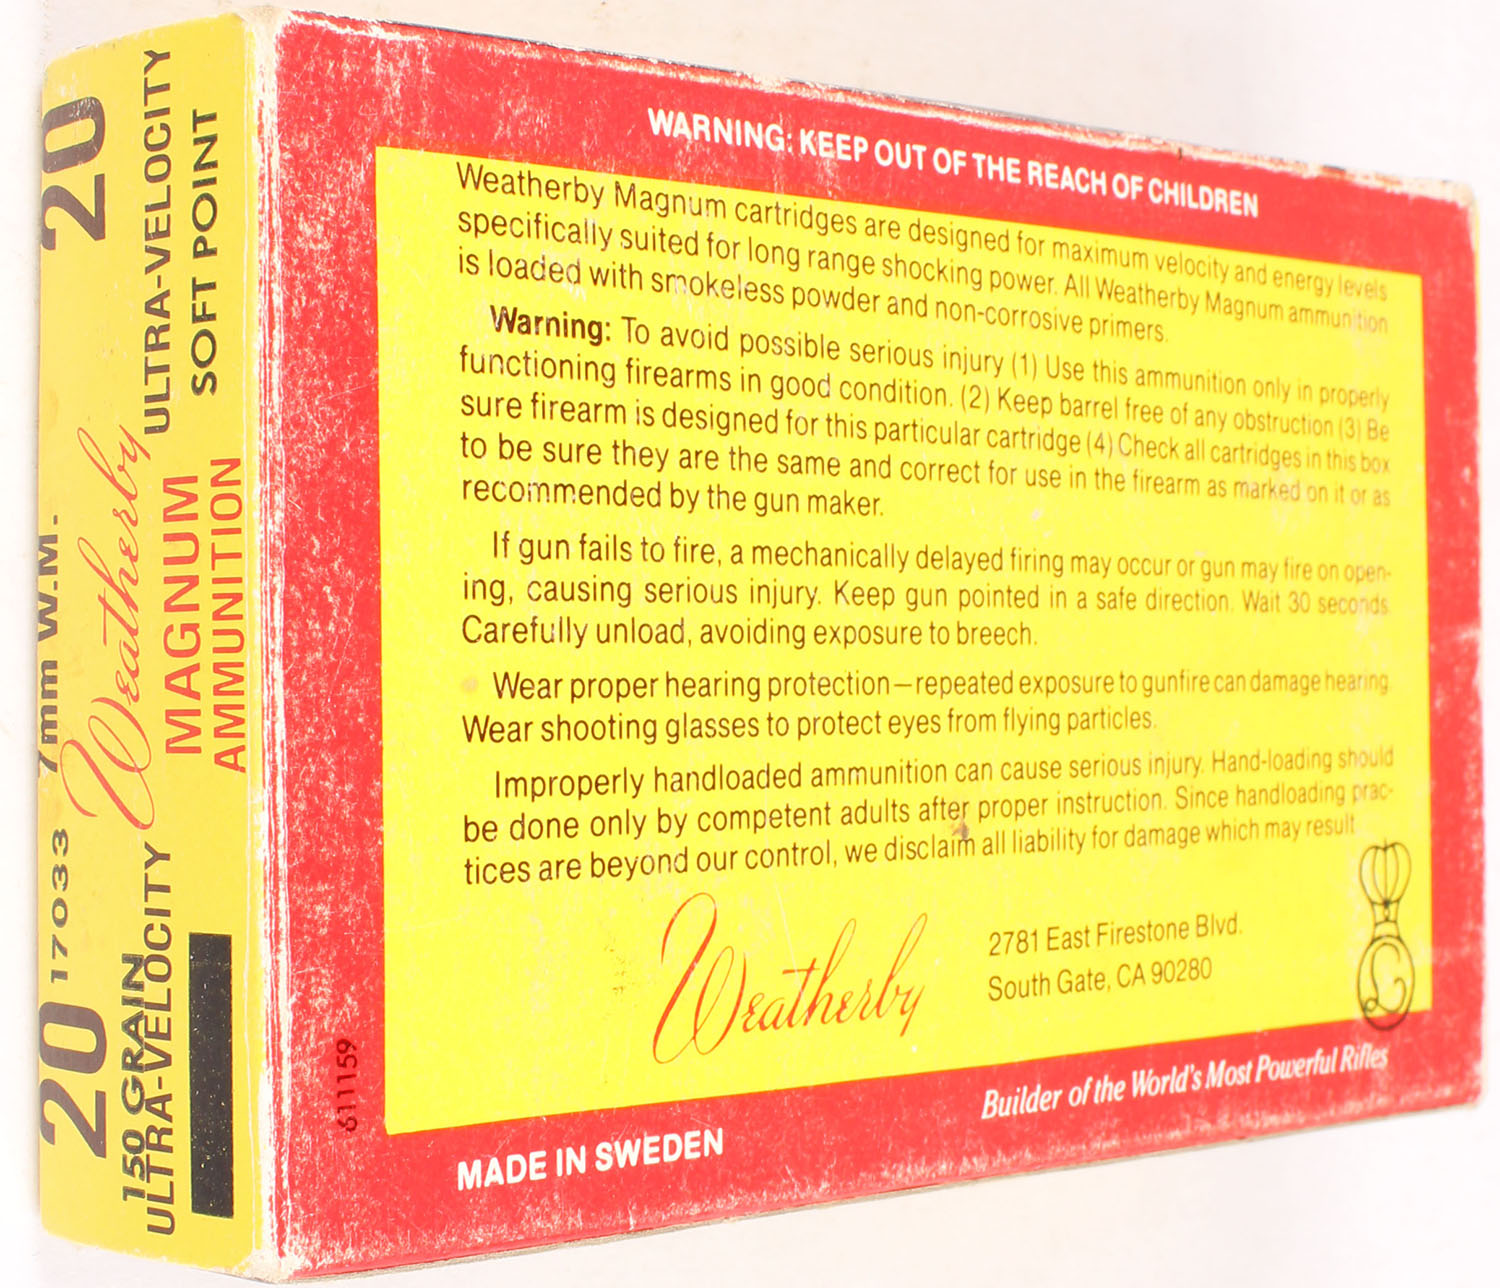 WARNING: KEEP OUT OF THE REACH OF CHILDREN
Weatherby Magnum cartridges are designed for maximum velocity and energy levels
specifically suited for long range shocking power. All Weatherby Magnum ammunition
is loaded with smokeless powder and non-corrosive primers.
Warning: To avoid possible serious injury (1) Use this ammunition only in properly
functioning firearms in good condition. (2) Keep barrel free of any obstruction (3) Be
sure firearm is designed for this particular cartridge (4) Check all cartridges in this box
to be sure they are the same and correct for use in the firearm as marked on it or as
recommended by the gun maker.
If gun fails to fire, a mechanically delayed firing may occur or gun may fire on open-
ing, causing serious injury. Keep gun pointed in a safe direction. Wait 30 seconds.
Carefully unload, avoiding exposure to breech.
Wear proper hearing protection—repeated exposure to gunfire can damage hearing.
Wear shooting glasses to protect eyes from flying particles.
Improperly handloaded ammunition can cause serious injury. Hand-loading should
be done only by competent adults after proper instruction. Since handloading prac-
tices are beyond our control, we disclaim all liability for damage which may result
Weatherby
2781 East Firestone Blvd.
South Gate, CA 90280
Builder of the World's Most Powerful Rifles
MADE IN SWEDEN
611159
20 17033 7mm W.M. 20
Weatherby
150 GRAIN
ULTRA-VELOCITY ULTRA-VELOCITY
MAGNUM SOFT POINT
AMMUNITION